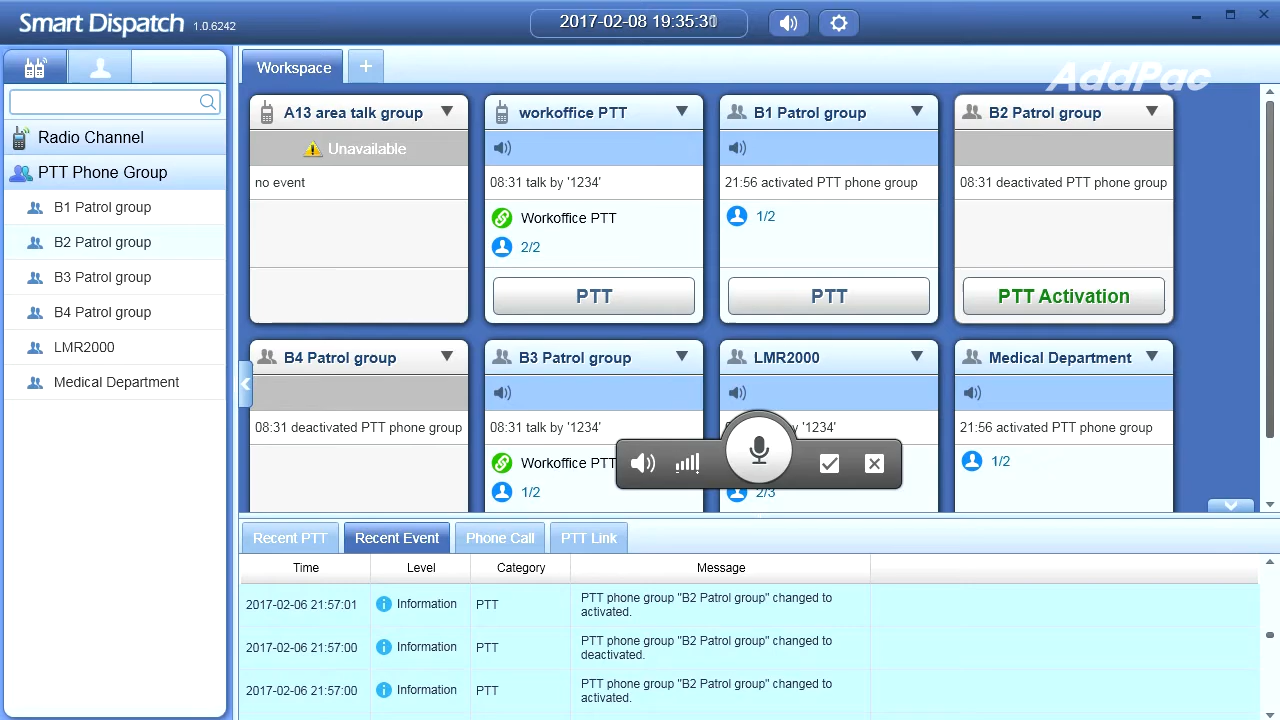 Smart Dispatch 1.0.6242
2017-02-08 19:35:30
Workspace
+
AddPac
Radio Channel
PTT Phone Group
B1 Patrol group
B2 Patrol group
B3 Patrol group
B4 Patrol group
LMR2000
Medical Department
A13 area talk group
Unavailable
no event
workoffice PTT
08:31 talk by '1234'
Workoffice PTT
2/2
PTT
B1 Patrol group
21:56 activated PTT phone group
1/2
PTT
B2 Patrol group
08:31 deactivated PTT phone group
PTT Activation
B4 Patrol group
08:31 deactivated PTT phone group
B3 Patrol group
08:31 talk by '1234'
Workoffice PTT
1/2
LMR2000
'1234'
2/3
Medical Department
21:56 activated PTT phone group
1/2
Recent PTT Recent Event Phone Call PTT Link
Time Level Category Message
2017-02-06 21:57:01 Information PTT PTT phone group "B2 Patrol group" changed to
activated.
2017-02-06 21:57:00 Information PTT PTT phone group "B2 Patrol group" changed to
deactivated.
2017-02-06 21:57:00 Information PTT PTT phone group "B2 Patrol group" changed to
activated.